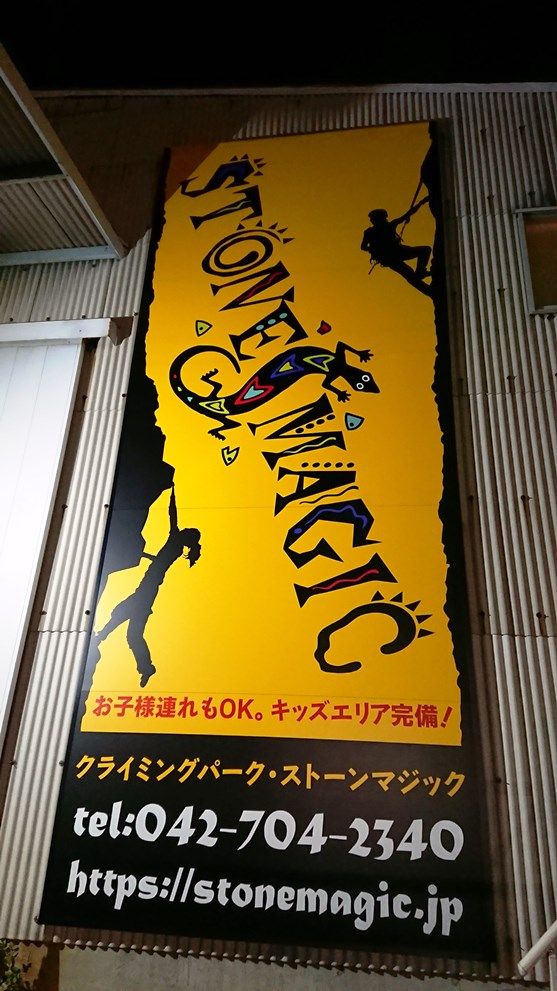 STONE
MAGIC
お子様連れもOK。キッズエリア完備!
クライミングパーク・ストーンマジック
tel:042-704-2340
https://stonemagic.jp